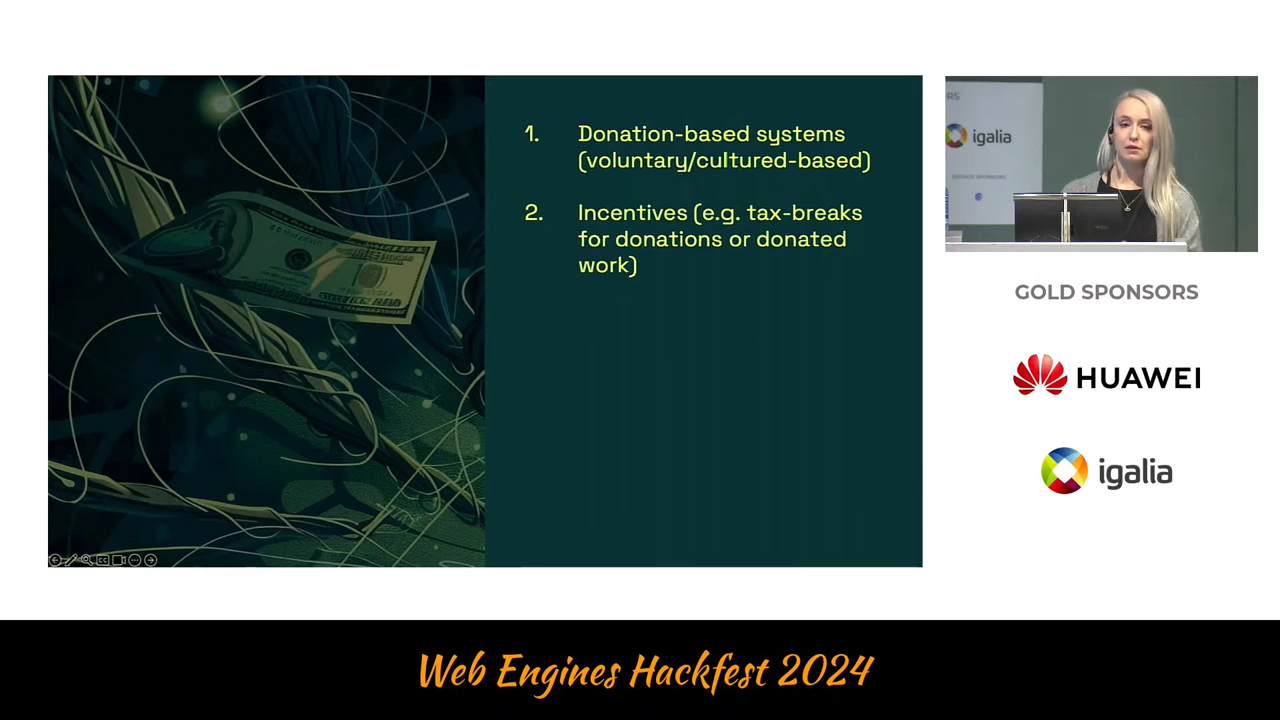 1. Donation-based systems
(voluntary/cultured-based)
2. Incentives (e.g. tax-breaks
for donations or donated
work)
igalia
GOLD SPONSORS
HUAWEI
igalia
Web Engines Hackfest 2024